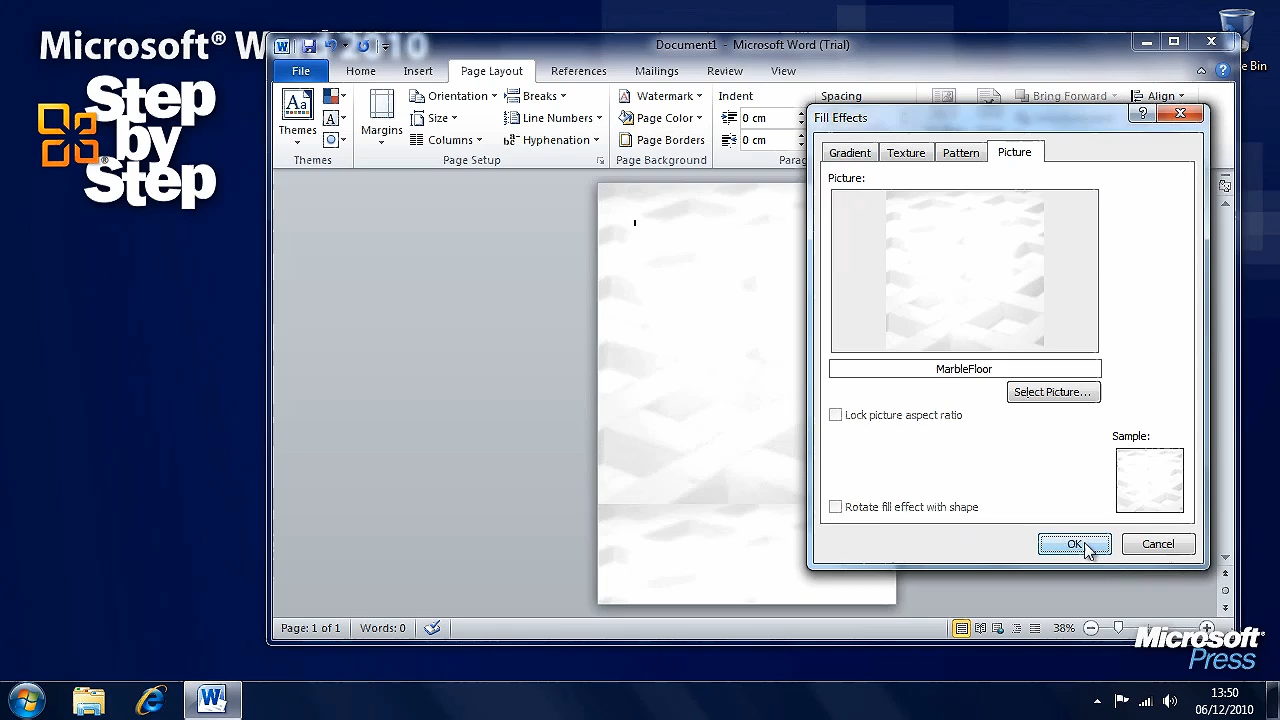 Microsoft® W 2010
Step
by
Step
Document1 - Microsoft Word (Trial)
e Bin
File Home Insert Page Layout References Mailings Review View
Themes
Margins
Orientation
Size
Columns
Breaks
Line Numbers
Hyphenation
Watermark
Page Color
Page Borders
Indent
0 cm
0 cm
Spacing
Bring Forward
Align
Themes Page Setup Page Background Parag
Fill Effects
Gradient Texture Pattern Picture
Picture:
MarbleFloor
Select Picture...
Lock picture aspect ratio
Sample:
Rotate fill effect with shape
OK Cancel
Page: 1 of 1 Words: 0 38%
Microsoft®
Press
13:50
06/12/2010